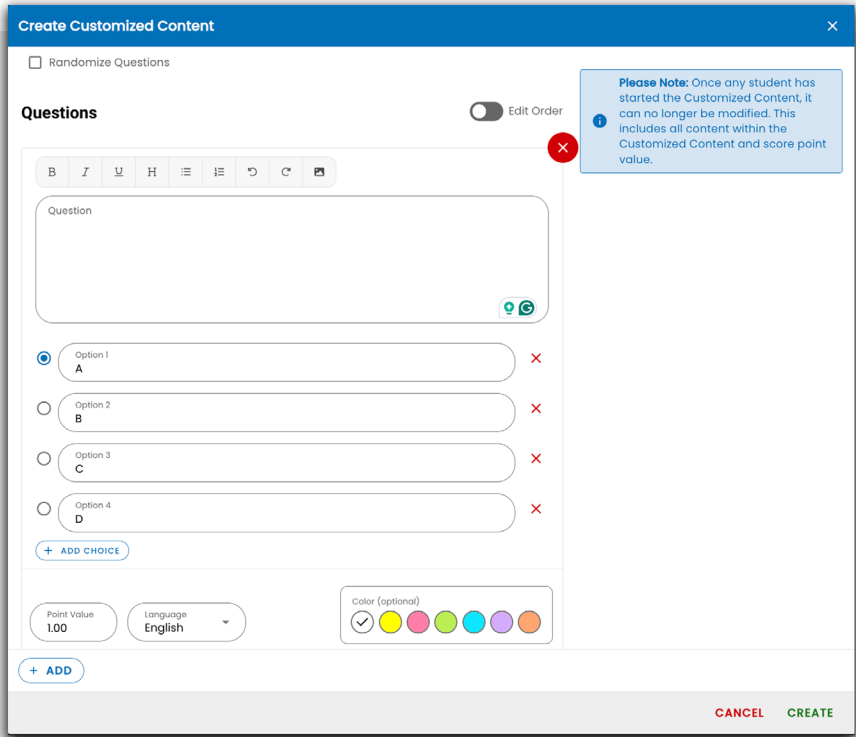 Create Customized Content
Randomize Questions
Please Note: Once any student has
started the Customized Content, it
can no longer be modified. This
includes all content within the
Customized Content and score point
value.
Questions
Edit Order
B I U H
Question
Option 1
A
Option 2
B
Option 3
C
Option 4
D
+ ADD CHOICE
Point Value
1.00
Language
English
Color (optional)
+ ADD
CANCEL CREATE